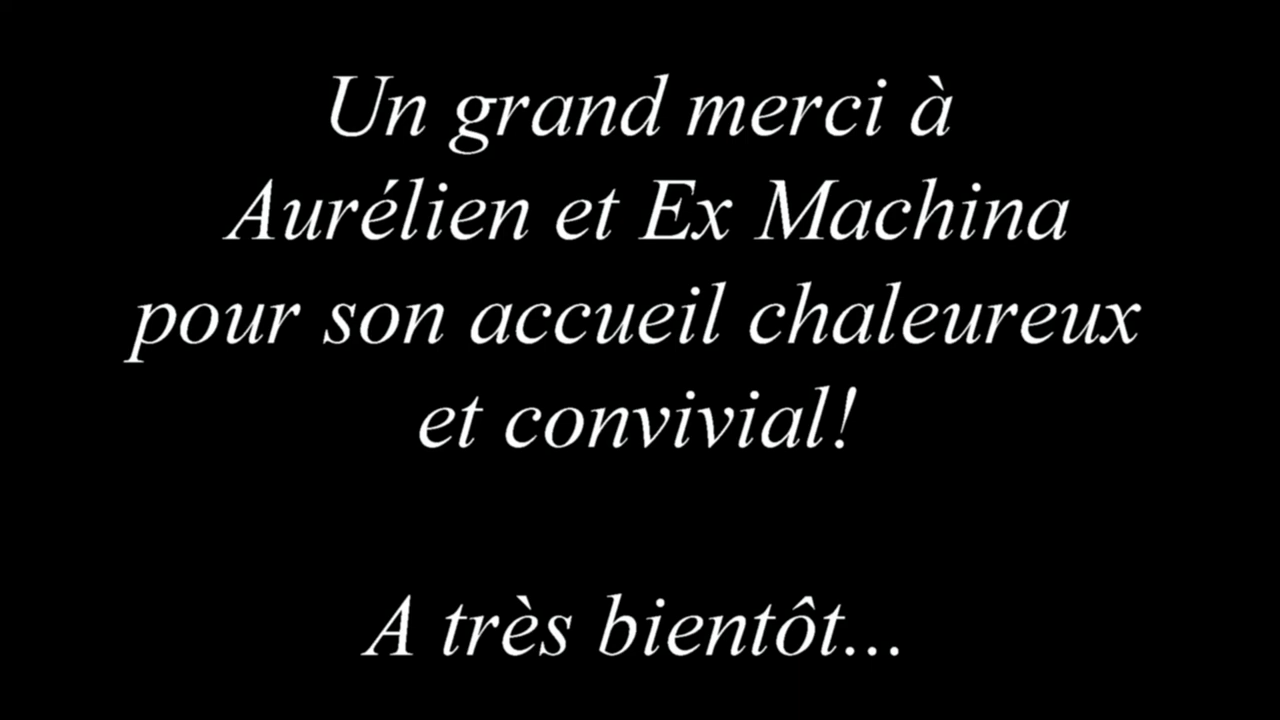 Un grand merci à
Aurélien et Ex Machina
pour son accueil chaleureux
et convivial!
A très bientôt...